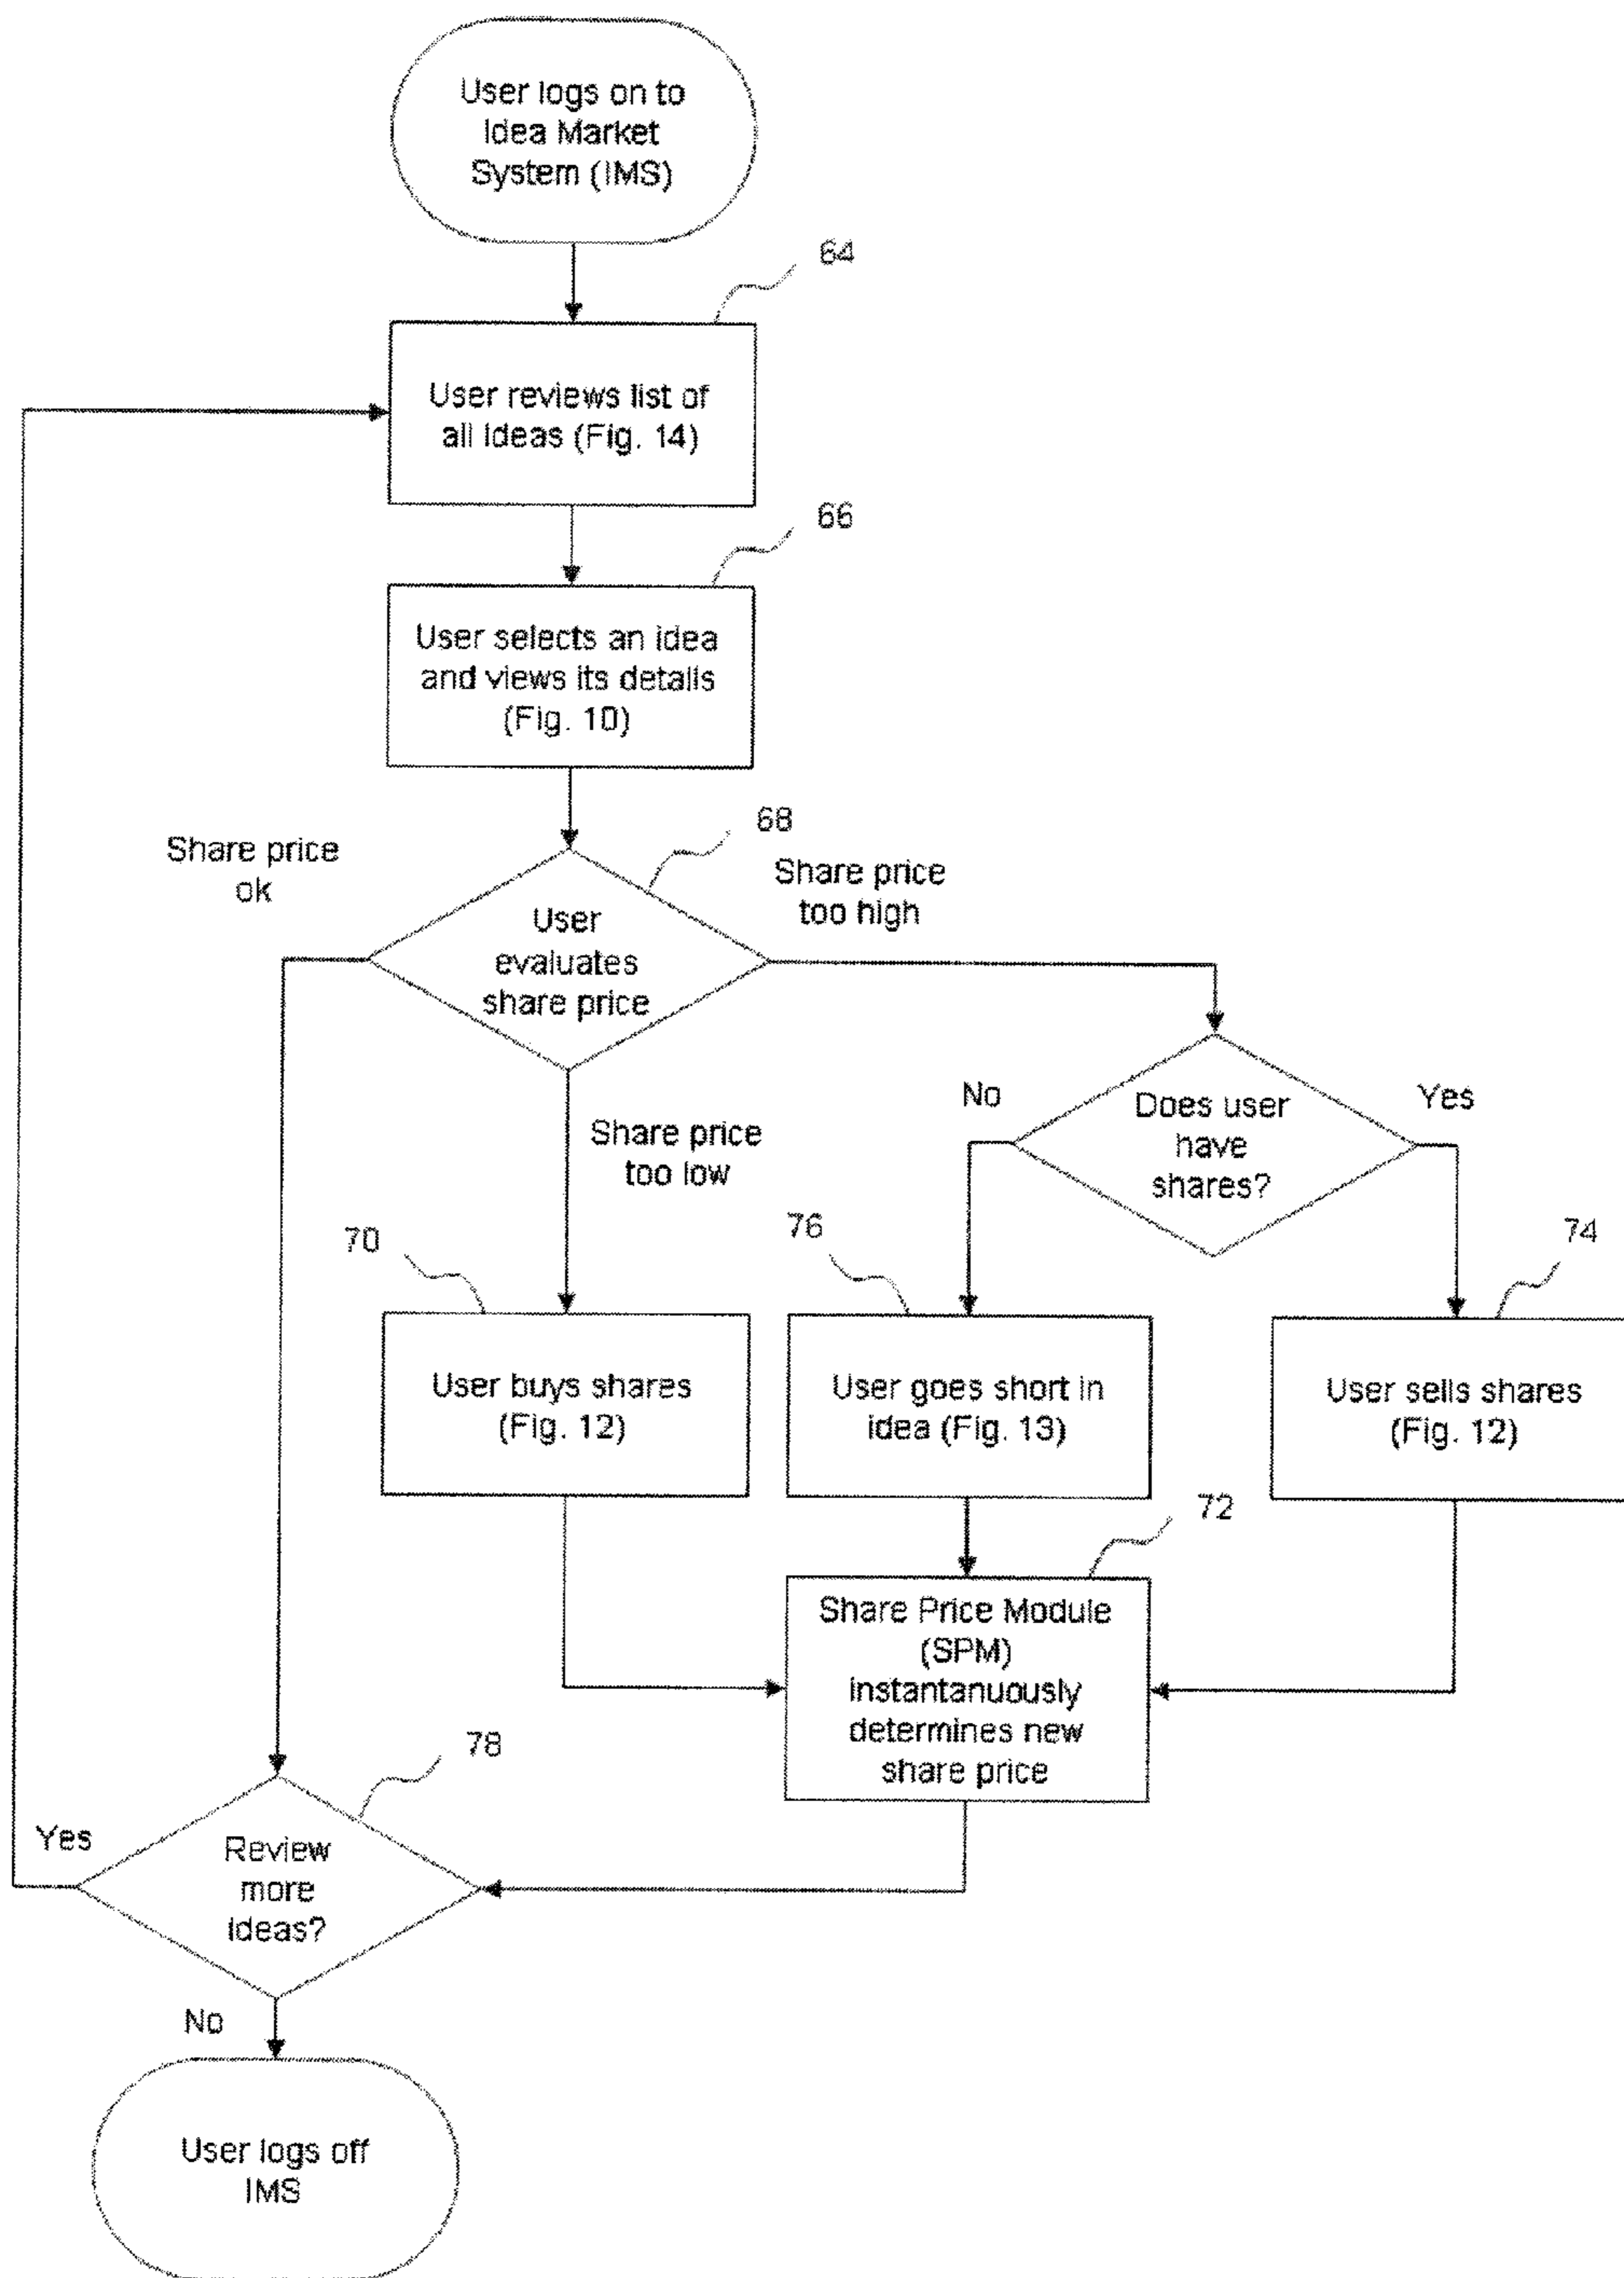 User logs on to
Idea Market
System (IMS)
64
User reviews list of
all Ideas (Fig. 14)
66
User selects an idea
and views its details
(Fig. 10)
68
Share price
ok
Share price
too high
User
evaluates
share price
No
Yes
Does user
have
shares?
Share price
too low
70
76
74
User buys shares
(Fig. 12)
User goes short in
idea (Fig. 13)
User sells shares
(Fig. 12)
72
Share Price Module
(SPM)
instantanuously
determines new
share price
78
Yes
Review
more
ideas?
No
User logs off
IMS